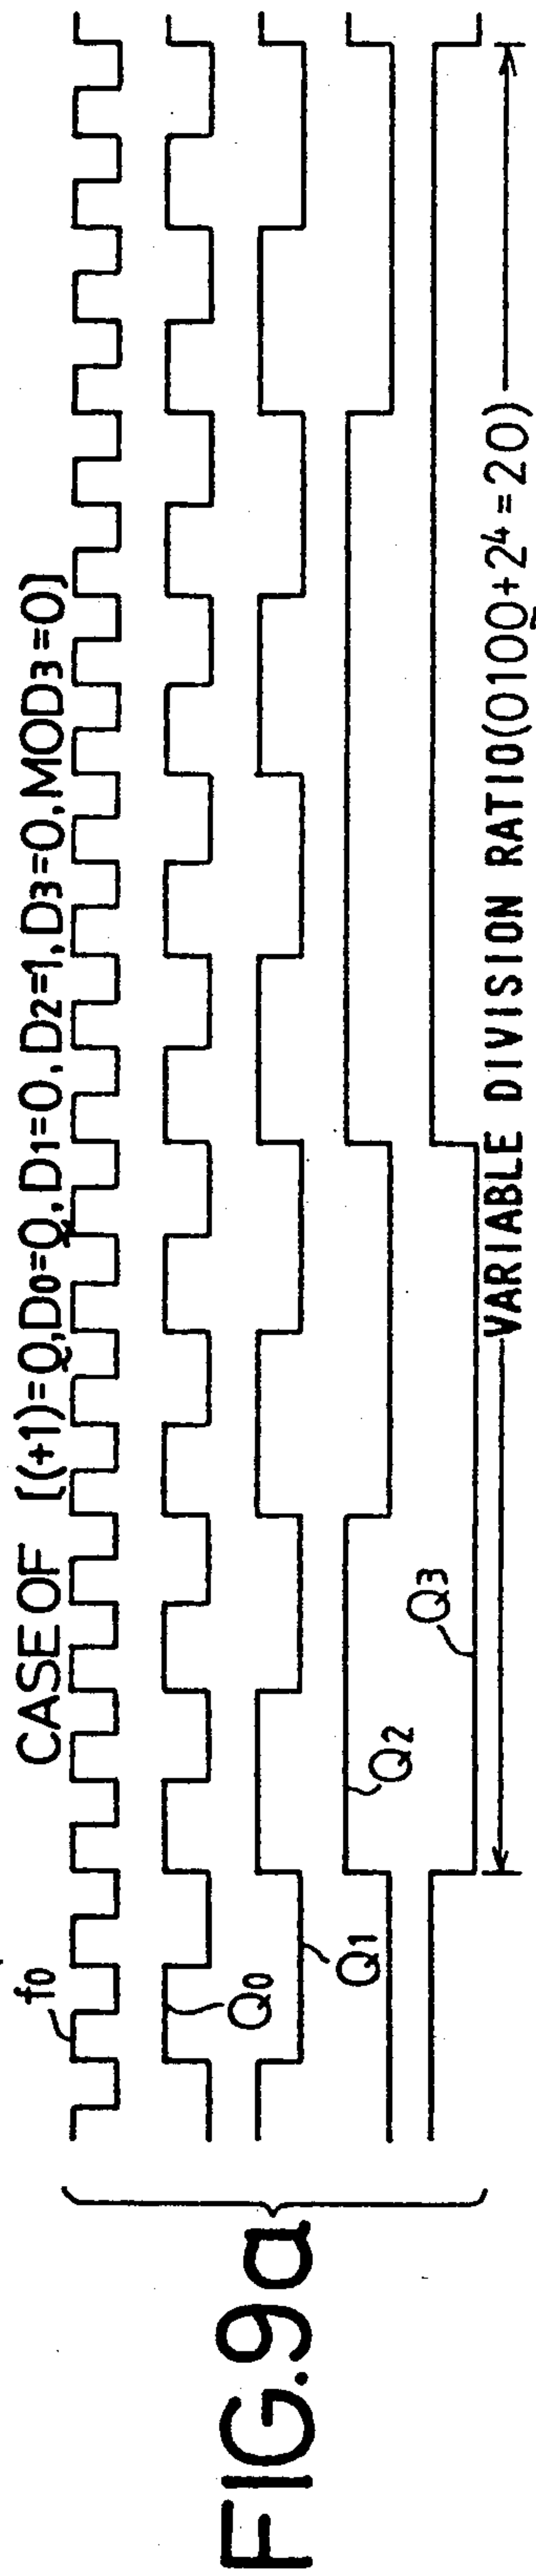 CASE OF [(+1)=0,D0=0,D1=0,D2=1,D3=0,MOD3=0]
f0
Q0
Q1
Q2
Q3
VARIABLE DIVISION RATIO(0100+2⁴=20)
FIG.9a